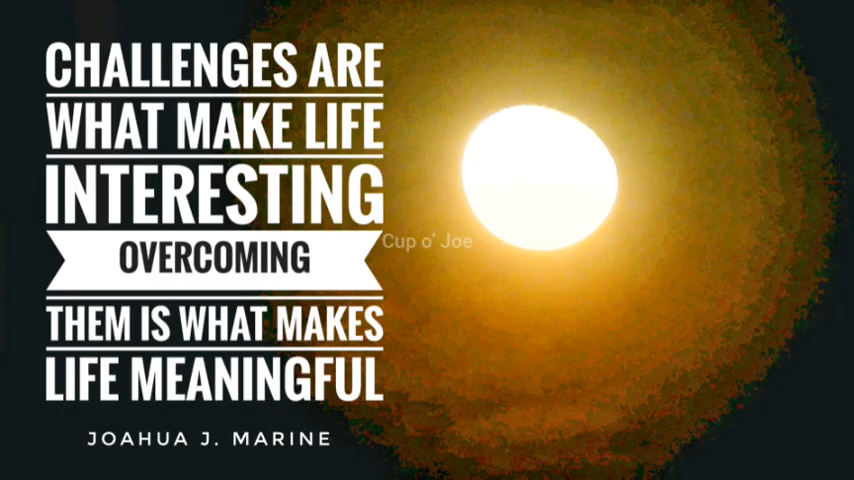 CHALLENGES ARE
WHAT MAKE LIFE
INTERESTING
OVERCOMING
THEM IS WHAT MAKES
LIFE MEANINGFUL
JOAHUA J. MARINE
Cup o' Joe